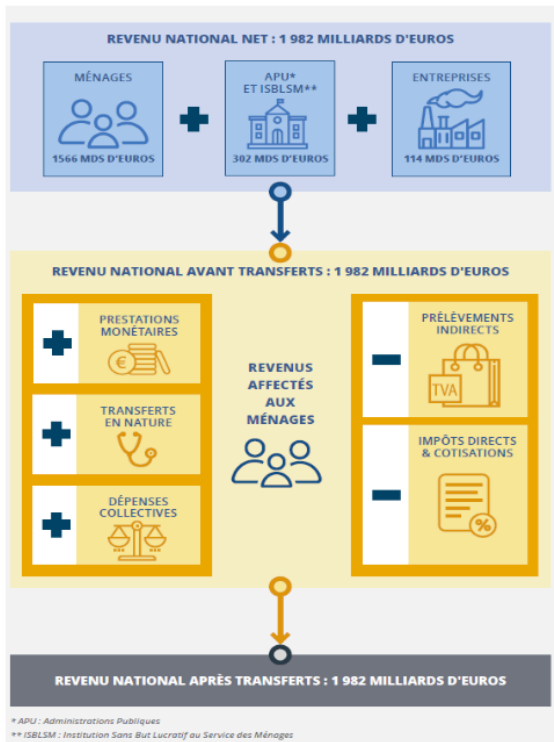 REVENU NATIONAL NET : 1 982 MILLIARDS D'EUROS
MÉNAGES
1566 MDS D'EUROS
APU*
ET ISBLSM**
302 MDS D'EUROS
ENTREPRISES
114 MDS D'EUROS
REVENU NATIONAL AVANT TRANSFERTS : 1 982 MILLIARDS D'EUROS
PRESTATIONS
MONÉTAIRES
€
TRANSFERTS
EN NATURE
DÉPENSES
COLLECTIVES
REVENUS
AFFECTÉS
AUX
MÉNAGES
PRÉLÈVEMENTS
INDIRECTS
TVA
IMPÔTS DIRECTS
& COTISATIONS
%
REVENU NATIONAL APRÈS TRANSFERTS : 1 982 MILLIARDS D'EUROS
* APU : Administrations Publiques
** ISBLSM : Institution Sans But Lucratif au Service des Ménages